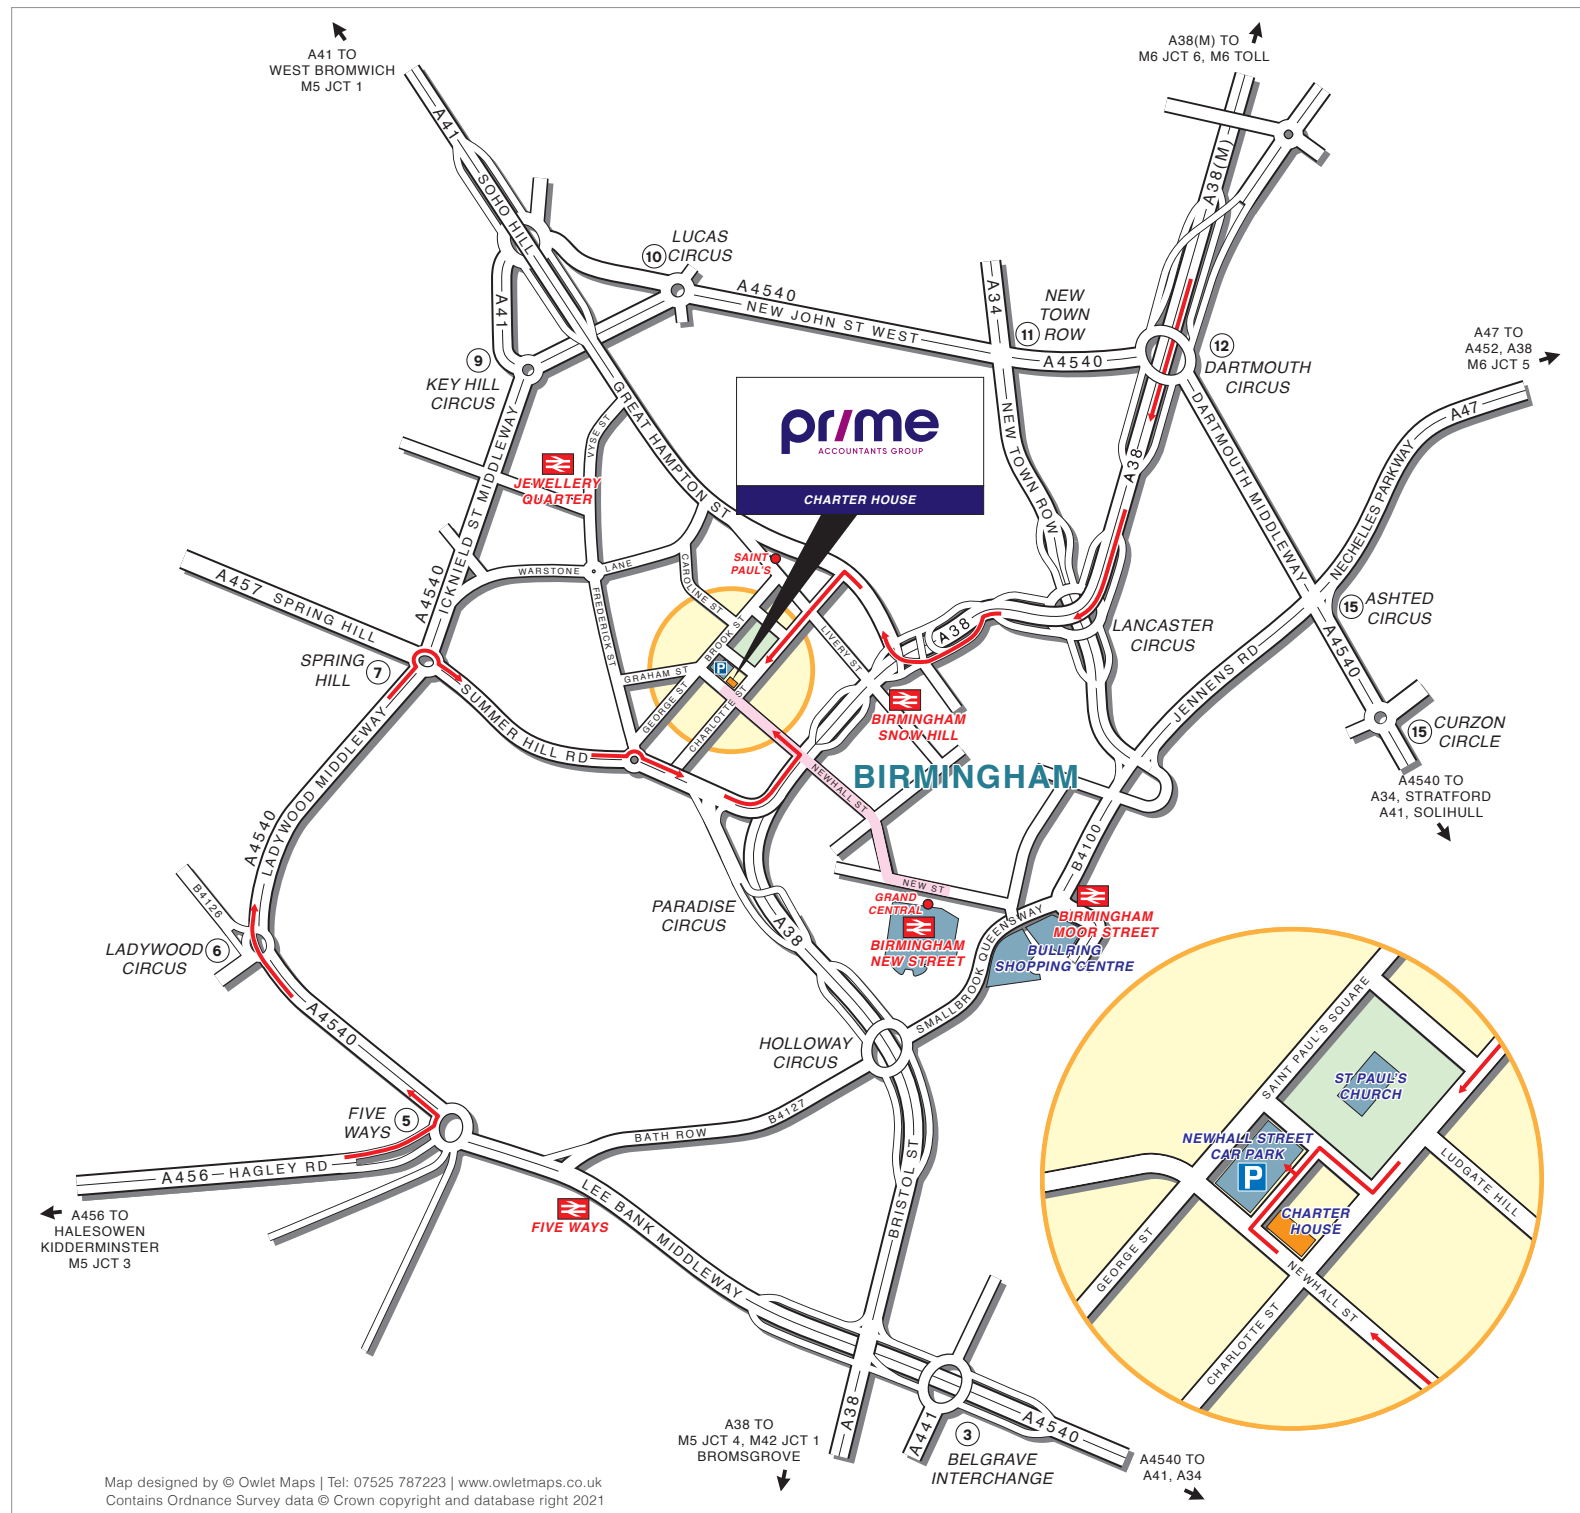 A41 TO
WEST BROMWICH
M5 JCT 1
A38(M) TO
M6 JCT 6, M6 TOLL
A41
SOHO HILL
A38(M)
LUCAS
10 CIRCUS
A4540
NEW JOHN ST WEST
A34
NEW
TOWN
11 ROW
A4540
12
DARTMOUTH
CIRCUS
A47 TO
A452, A38
M6 JCT 5
A47
A41
9
KEY HILL
CIRCUS
GREAT HAMPTON ST
VYSE ST
prime
ACCOUNTANTS GROUP
CHARTER HOUSE
NEW TOWN ROW
A38
DARTMOUTH MIDDLEWAY
NECHELLES PARKWAY
JEWELLERY
QUARTER
ICKNIELD ST MIDDLEWAY
A4540
A457 SPRING HILL
WARSTONE LANE
CAROLINE ST
SAINT
PAUL'S
FREDERICK ST
BROOK ST
LIVERY ST
A38
LANCASTER
CIRCUS
15 ASHTED
CIRCUS
A4540
SPRING
HILL 7
SUMMER HILL RD
GRAHAM ST
GEORGE ST
CHARLOTTE ST
P
BIRMINGHAM
SNOW HILL
JENNENS RD
15 CURZON
CIRCLE
A4540 TO
A34, STRATFORD
A41, SOLIHULL
BIRMINGHAM
NEWHALL ST
LADYWOOD MIDDLEWAY
A4540
B4126
B4100
NEW ST
GRAND
CENTRAL
BIRMINGHAM
NEW STREET
BIRMINGHAM
MOOR STREET
BULLRING
SHOPPING CENTRE
SMALLBROOK QUEENSWAY
PARADISE
CIRCUS
A38
LADYWOOD 6
CIRCUS
A4540
HOLLOWAY
CIRCUS
FIVE
WAYS 5
A456 HAGLEY RD
BATH ROW
B4127
BRISTOL ST
A456 TO
HALESOWEN
KIDDERMINSTER
M5 JCT 3
FIVE WAYS
LEE BANK MIDDLEWAY
SAINT PAUL'S SQUARE
ST PAUL'S
CHURCH
NEWHALL STREET
CAR PARK
P
LUDGATE HILL
CHARTER
HOUSE
GEORGE ST
NEWHALL ST
CHARLOTTE ST
A38
A441
A4540
3
BELGRAVE
INTERCHANGE
A38 TO
M5 JCT 4, M42 JCT 1
BROMSGROVE
A4540 TO
A41, A34
Map designed by © Owlet Maps | Tel: 07525 787223 | www.owletmaps.co.uk
Contains Ordnance Survey data © Crown copyright and database right 2021